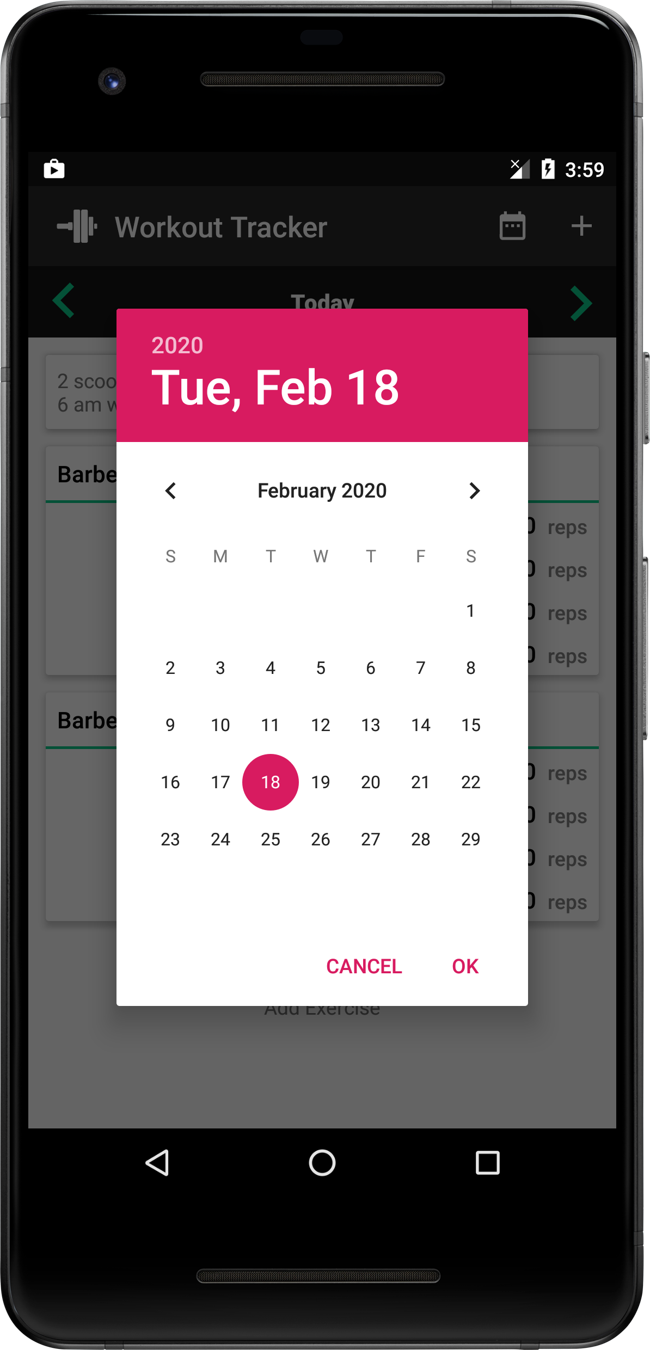 3:59
Workout Tracker
Today
2020
Tue, Feb 18
2 scoo
6 am
Barbe
February 2020
S M T W T F S
reps
1
reps
2 3 4 5 6 7 8
reps
reps
9 10 11 12 13 14 15
Barbe
16 17 18 19 20 21 22
reps
reps
23 24 25 26 27 28 29
reps
reps
CANCEL OK
Add Exercise